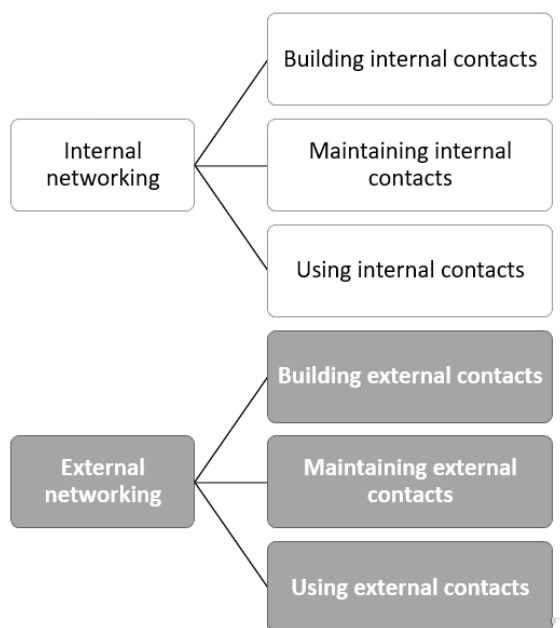 Internal
networking
Building internal contacts
Maintaining internal
contacts
Using internal contacts
External
networking
Building external contacts
Maintaining external
contacts
Using external contacts